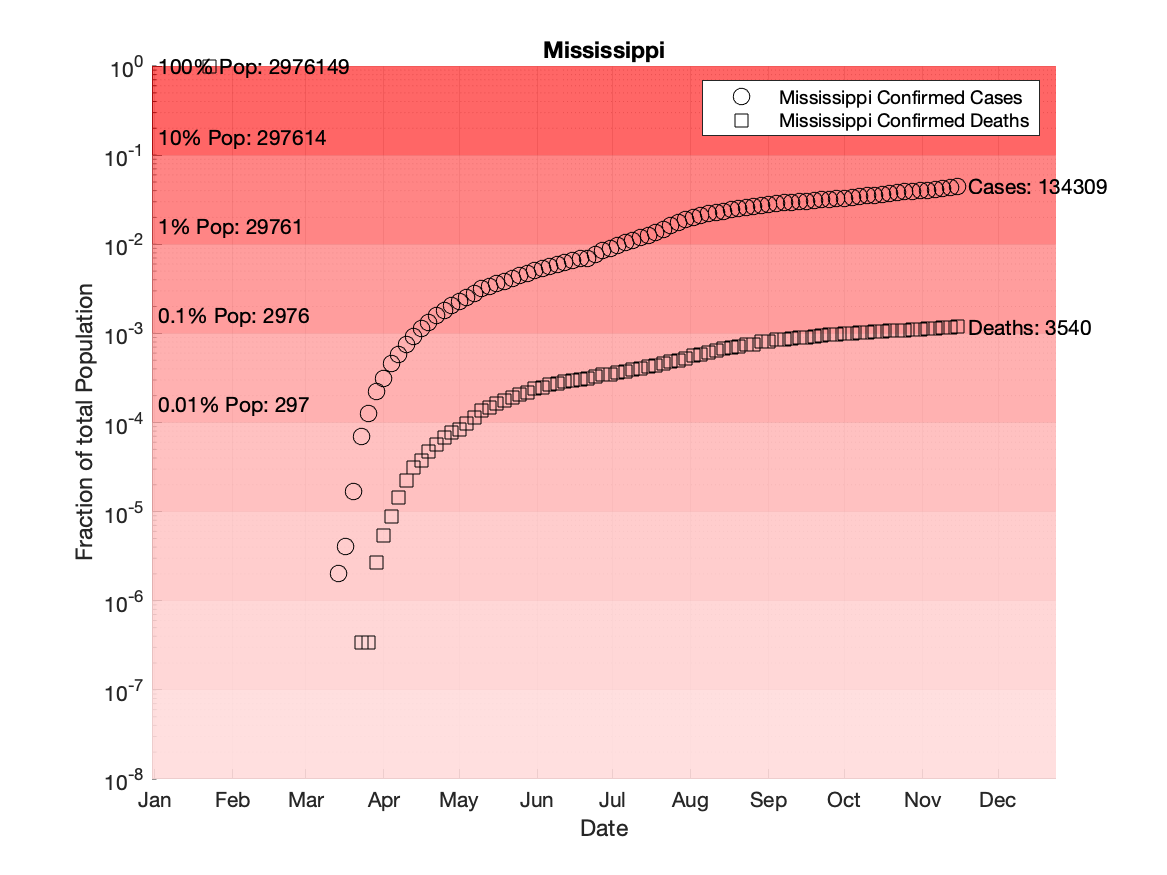 Mississippi
10^0
100% Pop: 2976149
Mississippi Confirmed Cases
Mississippi Confirmed Deaths
10% Pop: 297614
10^-1
Cases: 134309
1% Pop: 29761
10^-2
0.1% Pop: 2976
Deaths: 3540
10^-3
0.01% Pop: 297
10^-4
10^-5
10^-6
10^-7
10^-8
Fraction of total Population
Jan Feb Mar Apr May Jun Jul Aug Sep Oct Nov Dec
Date